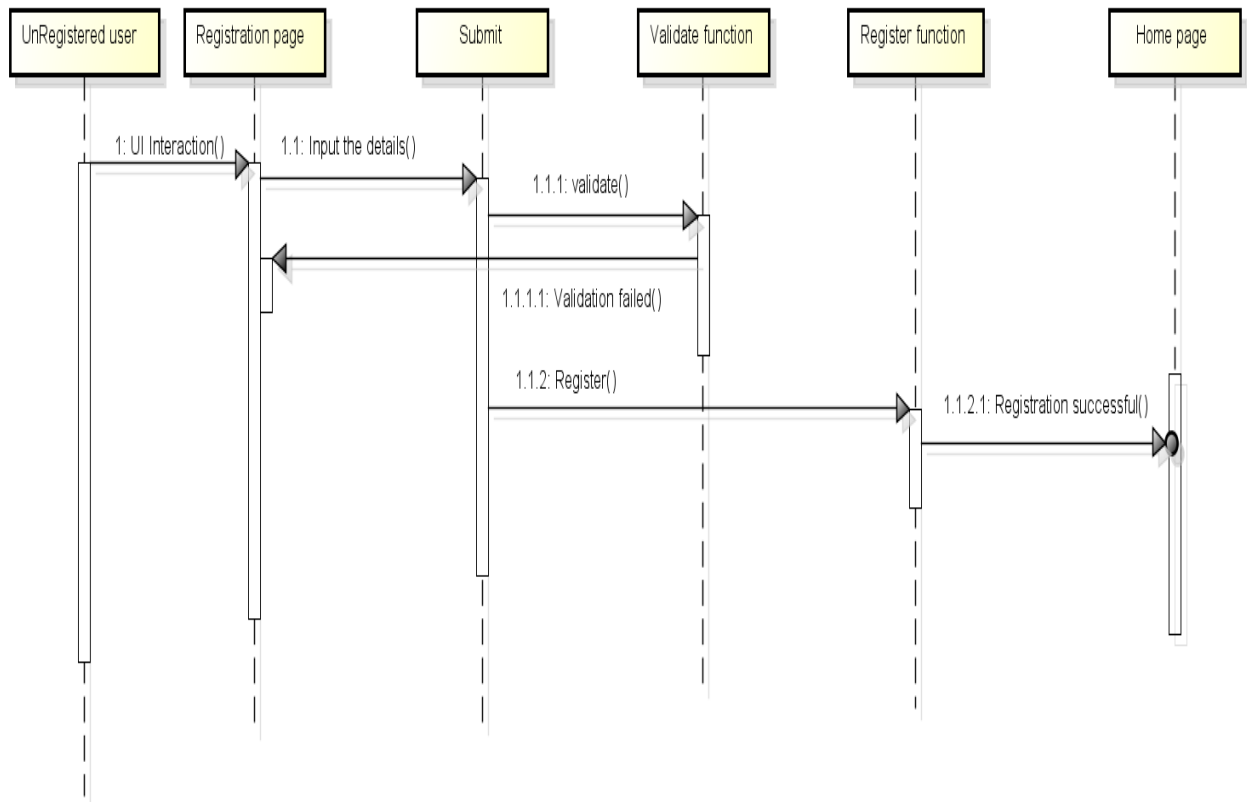 UnRegistered user
Registration page
Submit
Validate function
Register function
Home page
1: UI Interaction()
1.1: Input the details()
1.1.1: validate()
1.1.1.1: Validation failed()
1.1.2: Register()
1.1.2.1: Registration successful()